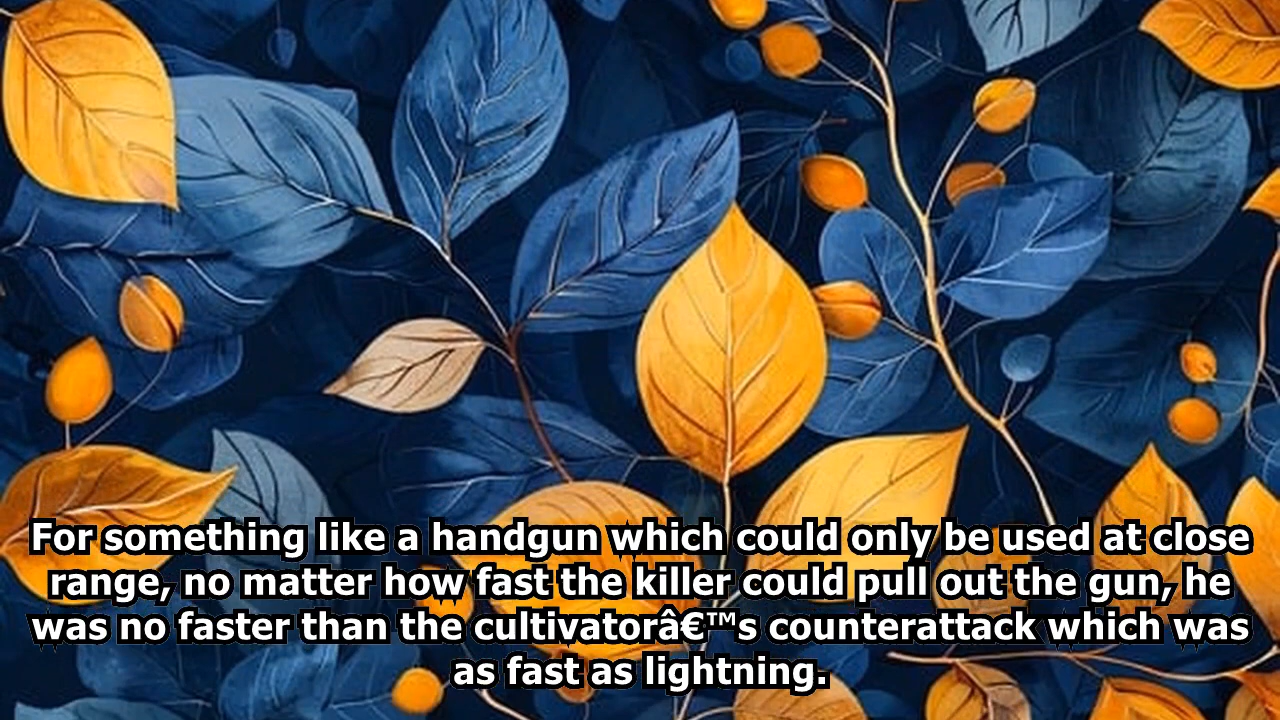 For something like a handgun which could only be used at close
range, no matter how fast the killer could pull out the gun, he
was no faster than the cultivatorâ€™s counterattack which was
as fast as lightning.